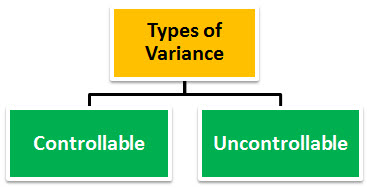 Types of
Variance
Controllable
Uncontrollable